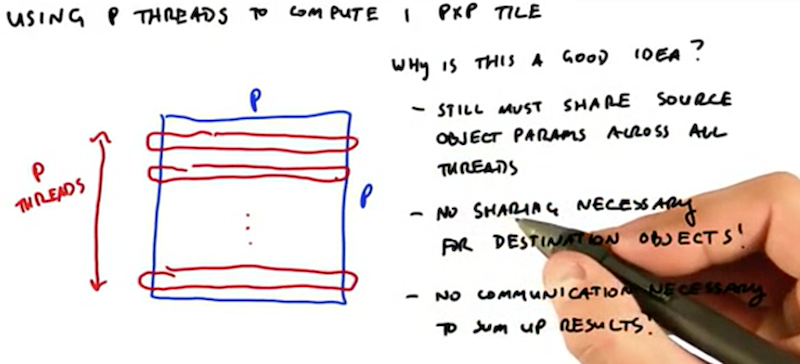 USING P THREADS TO COMPUTE 1 PXP TILE
WHY IS THIS A GOOD IDEA?
P
- STILL MUST SHARE SOURCE
OBJECT PARAMS ACROSS ALL
THREADS
P
THREADS
P
- NO SHARING NECESSARY
FOR DESTINATION OBJECTS!
- NO COMMUNICATION NECESSARY
TO SUM UP RESULTS!